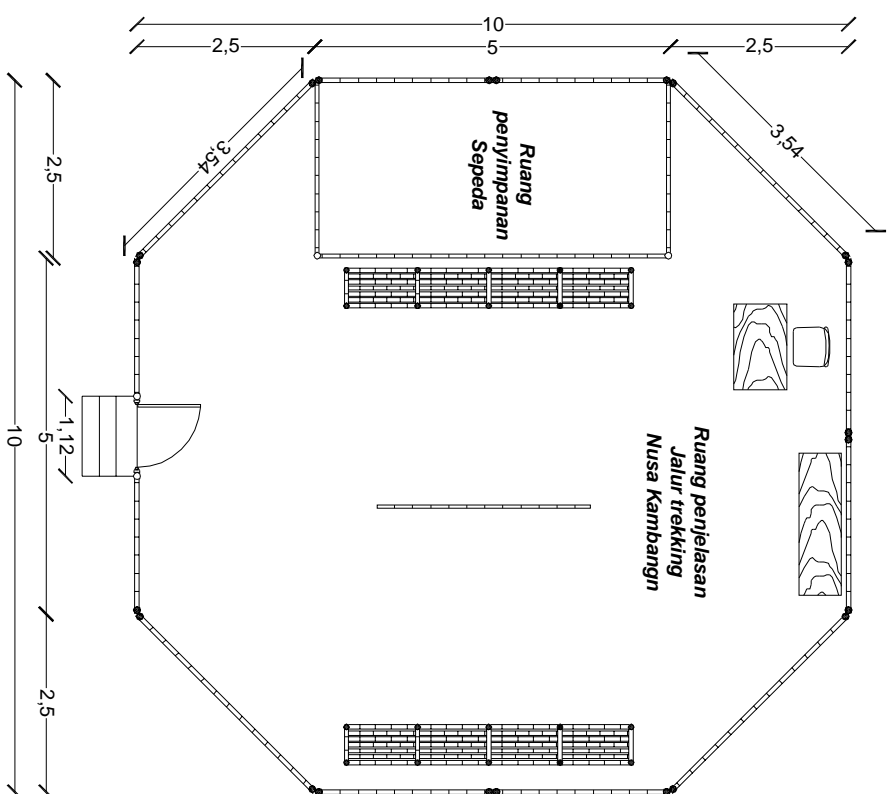 10
2,5
5
2,5
3,54
3,54
2,5
5
1,12
10
2,5
Ruang
penyimpanan
Sepeda
Ruang penjelasan
Jalur trekking
Nusa Kambangn